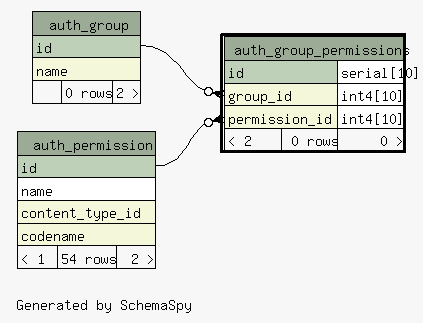 auth_group
id
name
0 rows 2 >
auth_group_permissions
id serial[10]
group_id int4[10]
permission_id int4[10]
< 2 0 rows 0 >
auth_permission
id
name
content_type_id
codename
< 1 54 rows 2 >
Generated by SchemaSpy